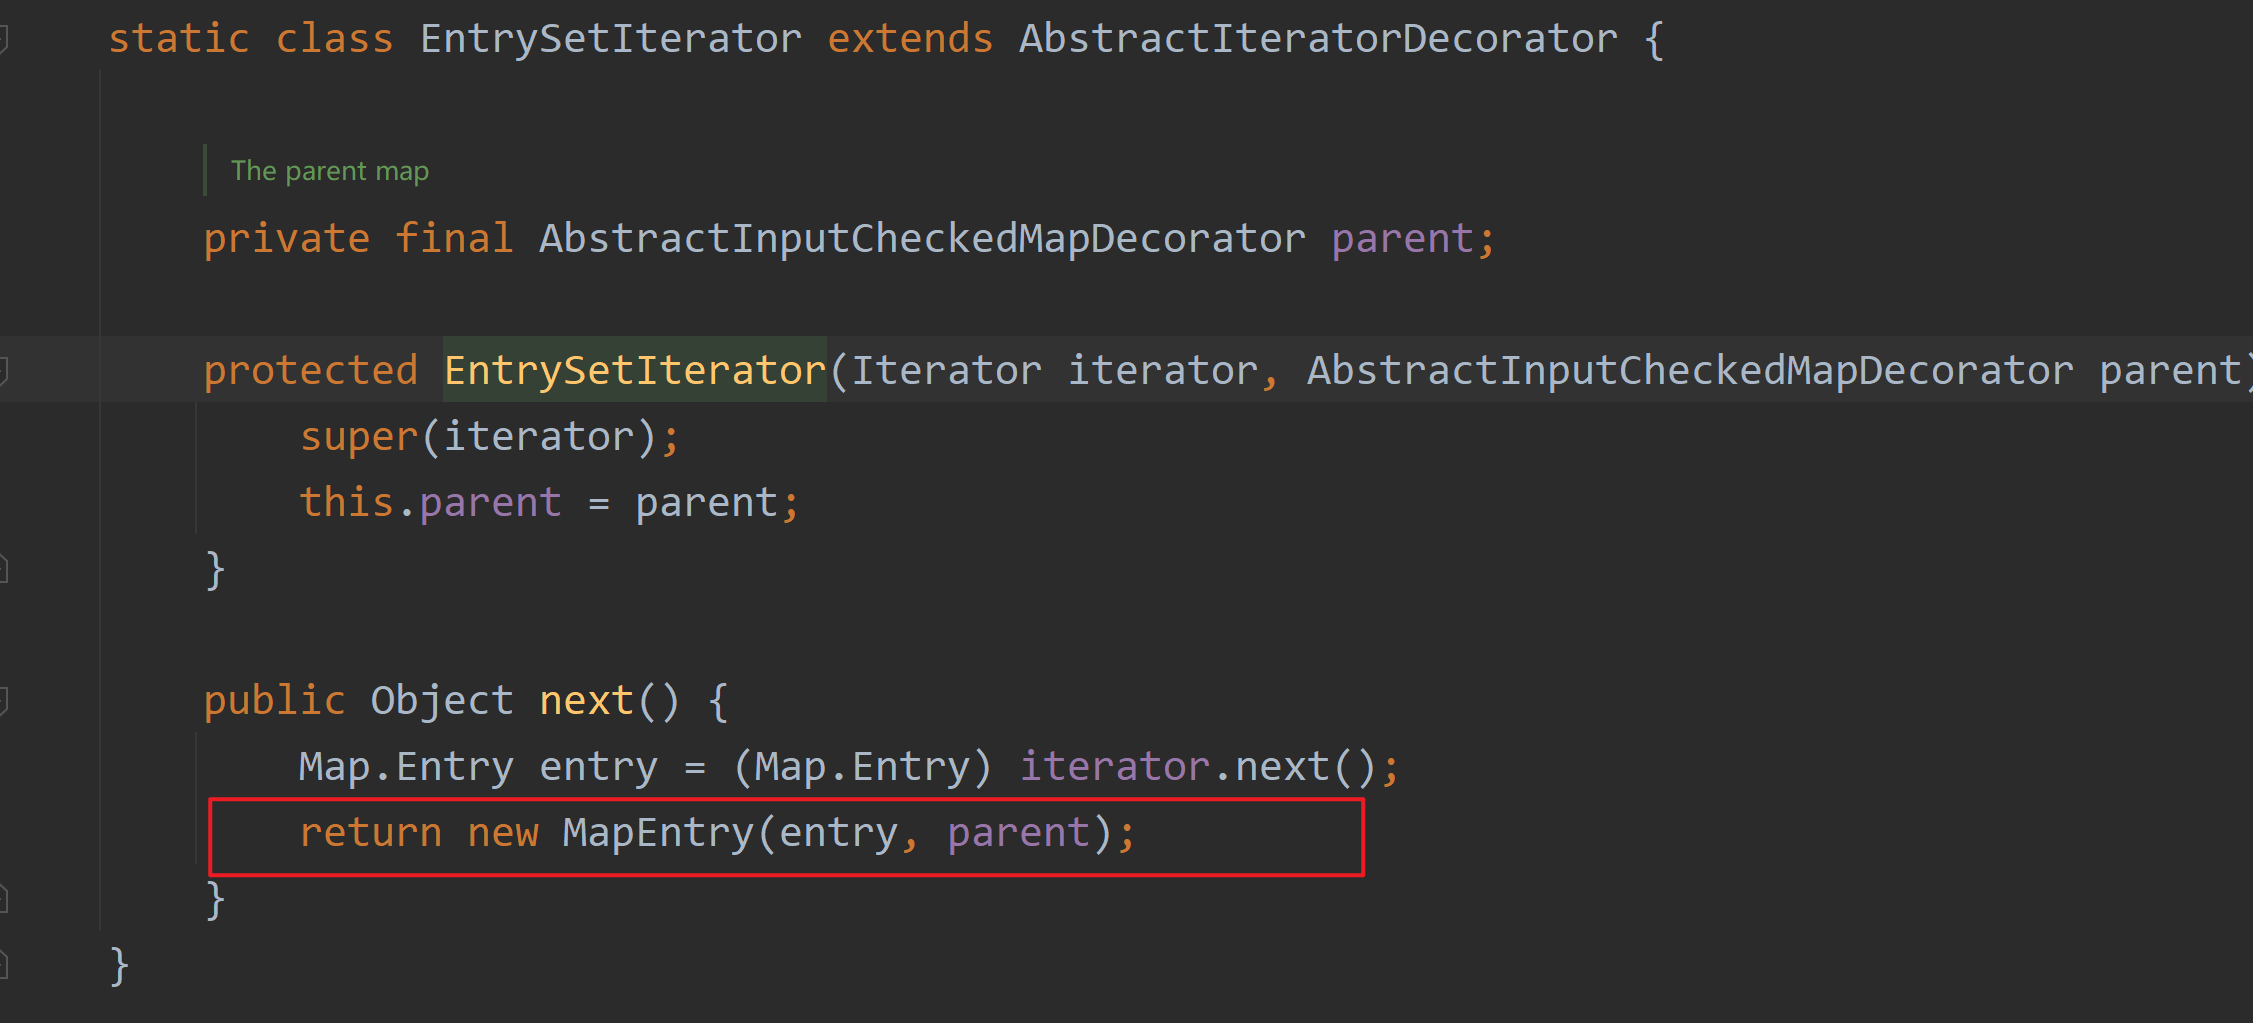 static class EntrySetIterator extends AbstractIteratorDecorator {
The parent map
private final AbstractInputCheckedMapDecorator parent;
protected EntrySetIterator(Iterator iterator, AbstractInputCheckedMapDecorator parent)
super(iterator);
this.parent = parent;
}
public Object next() {
Map.Entry entry = (Map.Entry) iterator.next();
return new MapEntry(entry, parent);
}
}